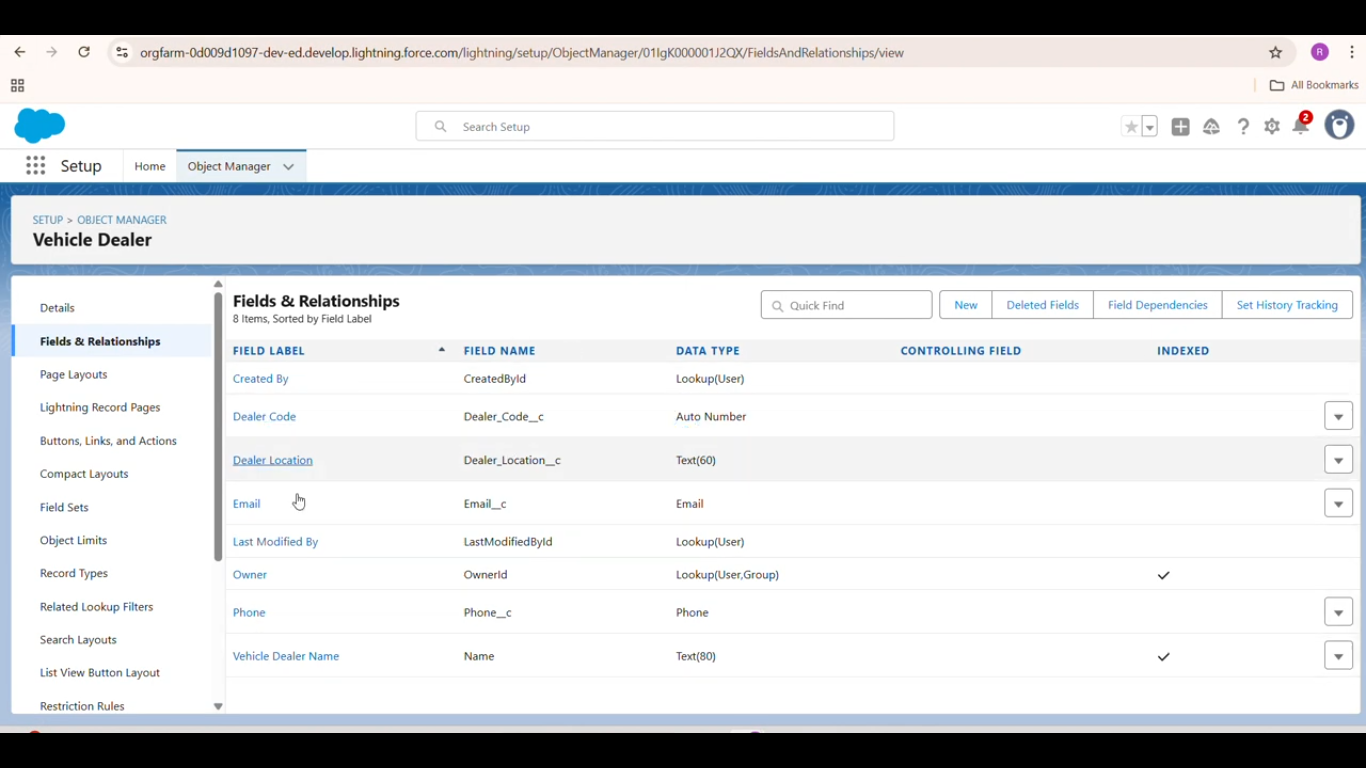 orgfarm-0d009d1097-dev-ed.develop.lightning.force.com/lightning/setup/ObjectManager/01IgK000001J2QX/FieldsAndRelationships/view
R
All Bookmarks
Search Setup
2
Setup
Home
Object Manager
SETUP > OBJECT MANAGER
Vehicle Dealer
Details
Fields & Relationships
Page Layouts
Lightning Record Pages
Buttons, Links, and Actions
Compact Layouts
Field Sets
Object Limits
Record Types
Related Lookup Filters
Search Layouts
List View Button Layout
Restriction Rules
Fields & Relationships
8 Items, Sorted by Field Label
Quick Find
New
Deleted Fields
Field Dependencies
Set History Tracking
FIELD LABEL FIELD NAME DATA TYPE CONTROLLING FIELD INDEXED
Created By CreatedById Lookup(User)
Dealer Code Dealer_Code__c Auto Number
Dealer Location Dealer_Location__c Text(60)
Email Email__c Email
Last Modified By LastModifiedById Lookup(User)
Owner OwnerId Lookup(User,Group)
Phone Phone__c Phone
Vehicle Dealer Name Name Text(80)